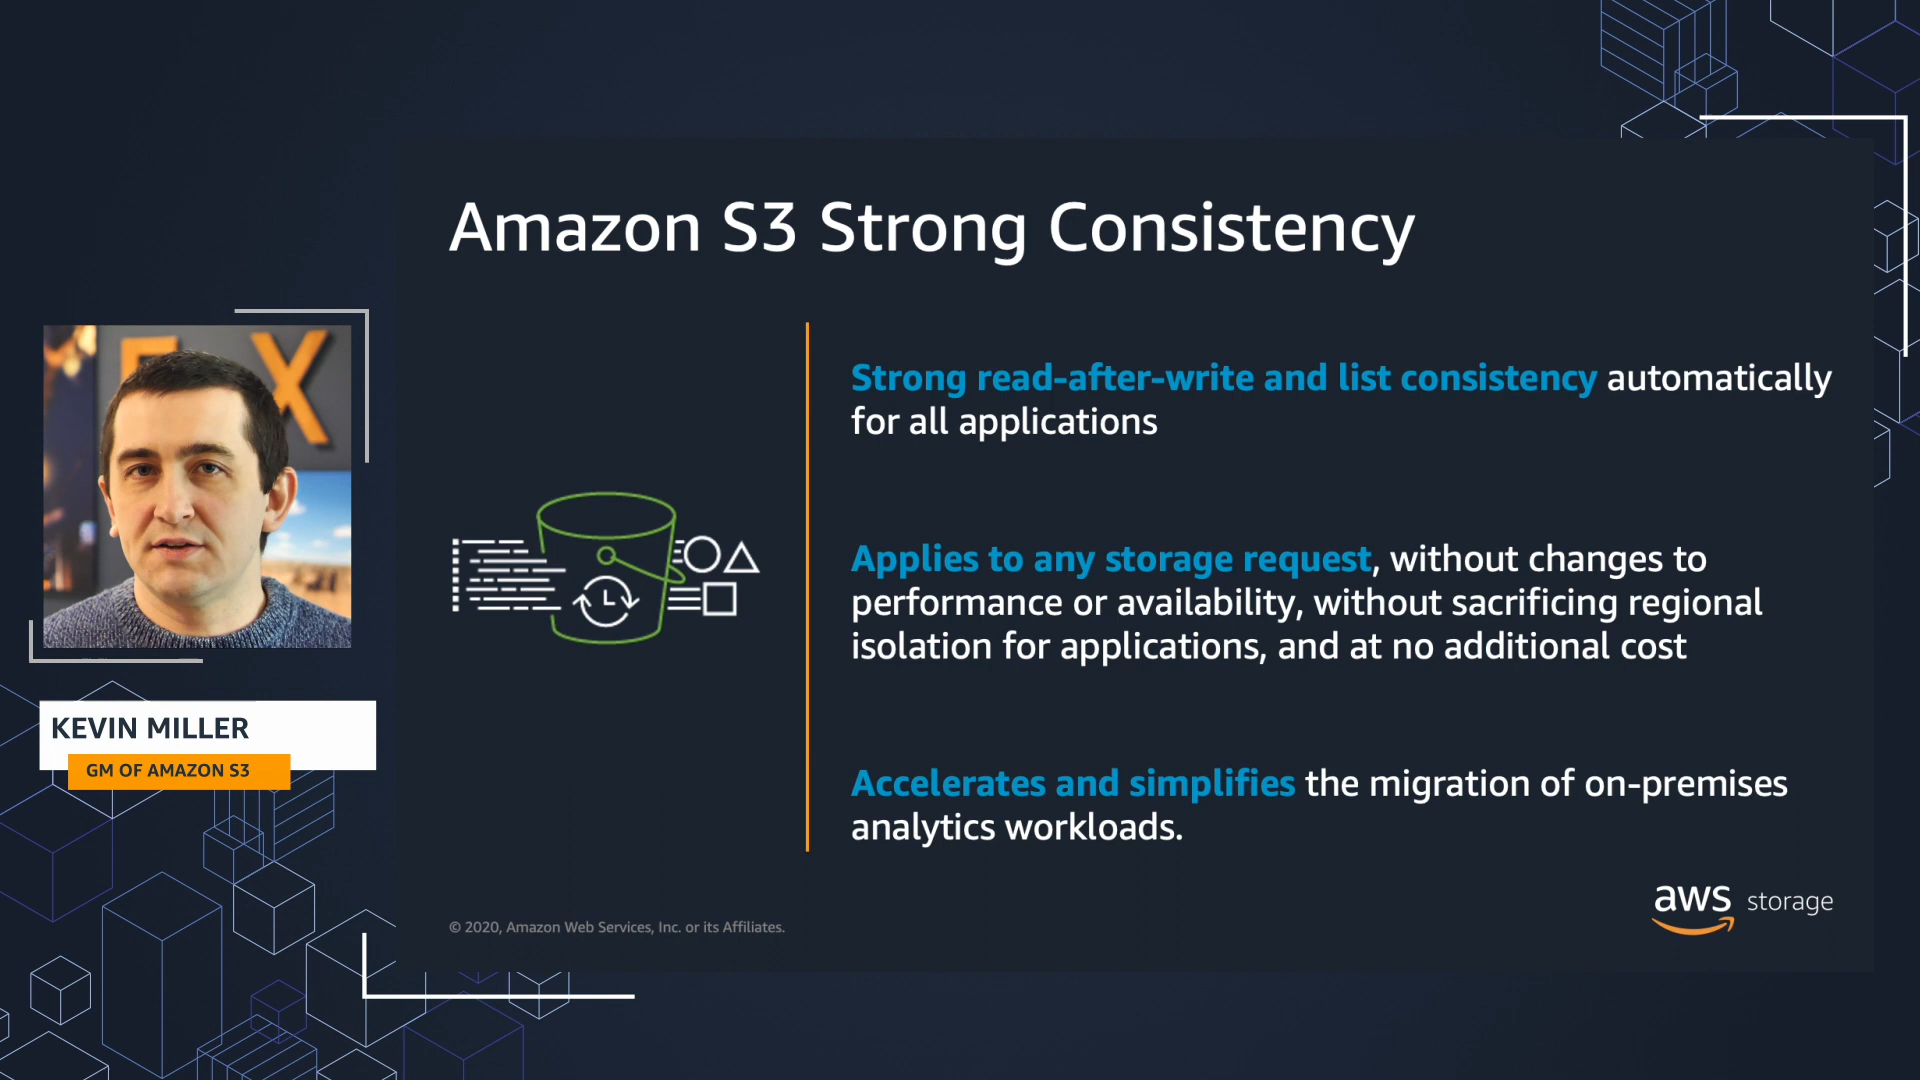 Amazon S3 Strong Consistency
Strong read-after-write and list consistency automatically
for all applications
Applies to any storage request, without changes to
performance or availability, without sacrificing regional
isolation for applications, and at no additional cost
Accelerates and simplifies the migration of on-premises
analytics workloads.
KEVIN MILLER
GM OF AMAZON S3
© 2020, Amazon Web Services, Inc. or its Affiliates.
aws storage